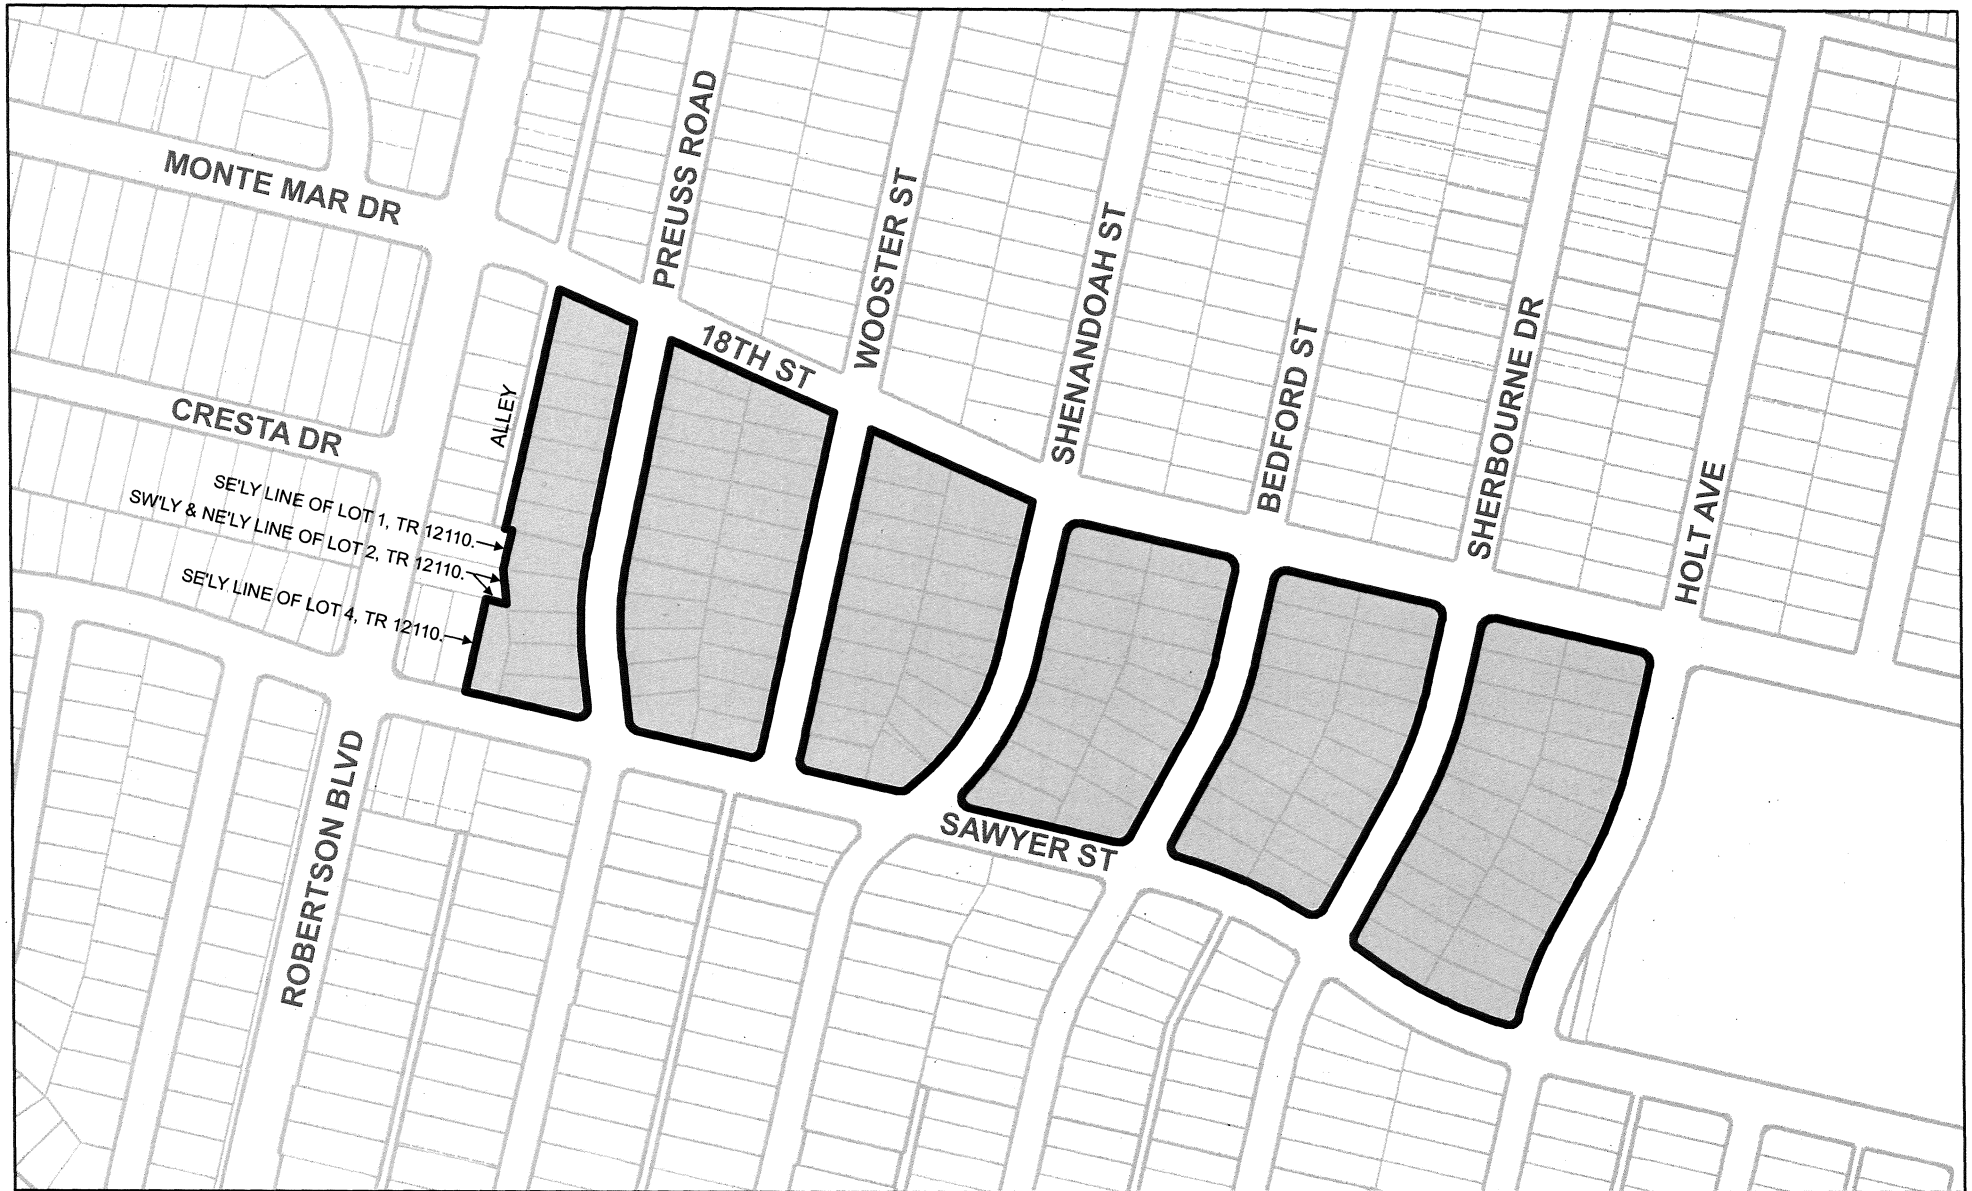 PREUSS ROAD
MONTE MAR DR
WOOSTER ST
SHENANDOAH ST
18TH ST
BEDFORD ST
SHERBOURNE DR
ALLEY
CRESTA DR
HOLT AVE
SE'LY LINE OF LOT 1, TR 12110.
SW'LY & NE'LY LINE OF LOT 2, TR 12110.
SE'LY LINE OF LOT 4, TR 12110.
ROBERTSON BLVD
SAWYER ST